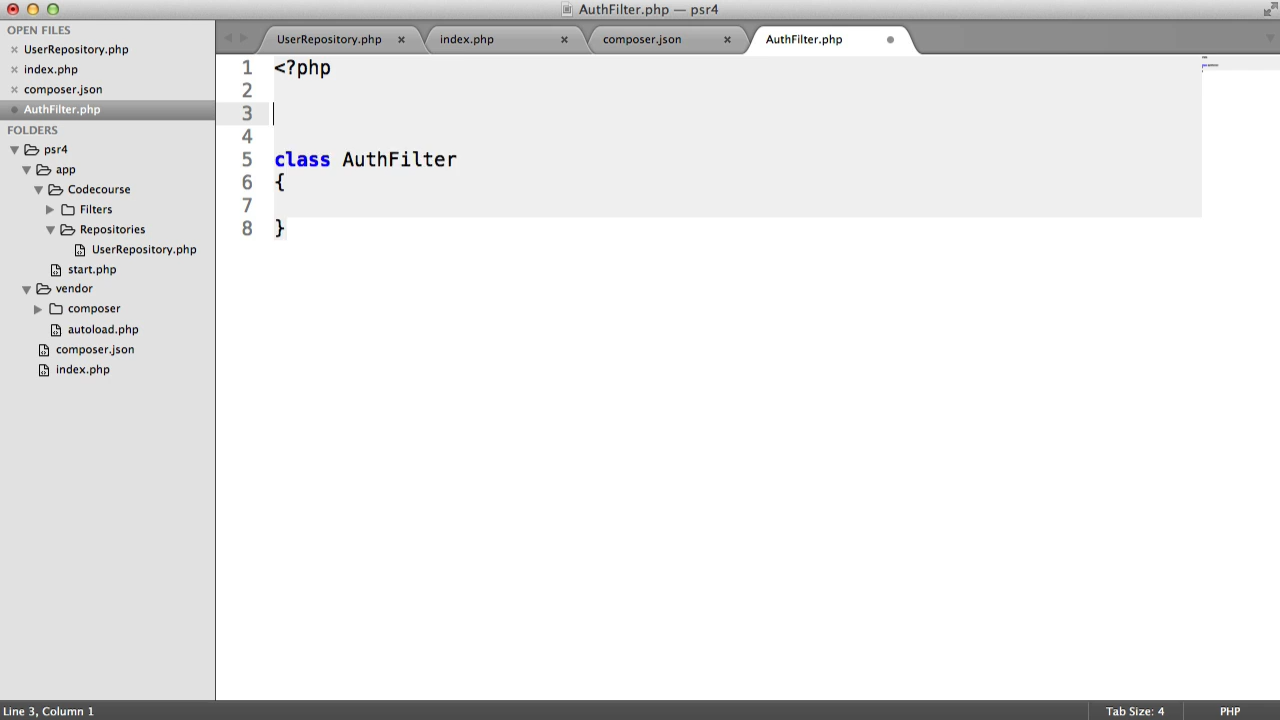 AuthFilter.php — psr4
OPEN FILES
UserRepository.php
index.php
composer.json
AuthFilter.php
FOLDERS
psr4
app
Codecourse
Filters
Repositories
UserRepository.php
start.php
vendor
composer
autoload.php
composer.json
index.php
UserRepository.php index.php composer.json AuthFilter.php
1 <?php
2
3
4
5 class AuthFilter
6 {
7
8 }
Line 3, Column 1 Tab Size: 4 PHP